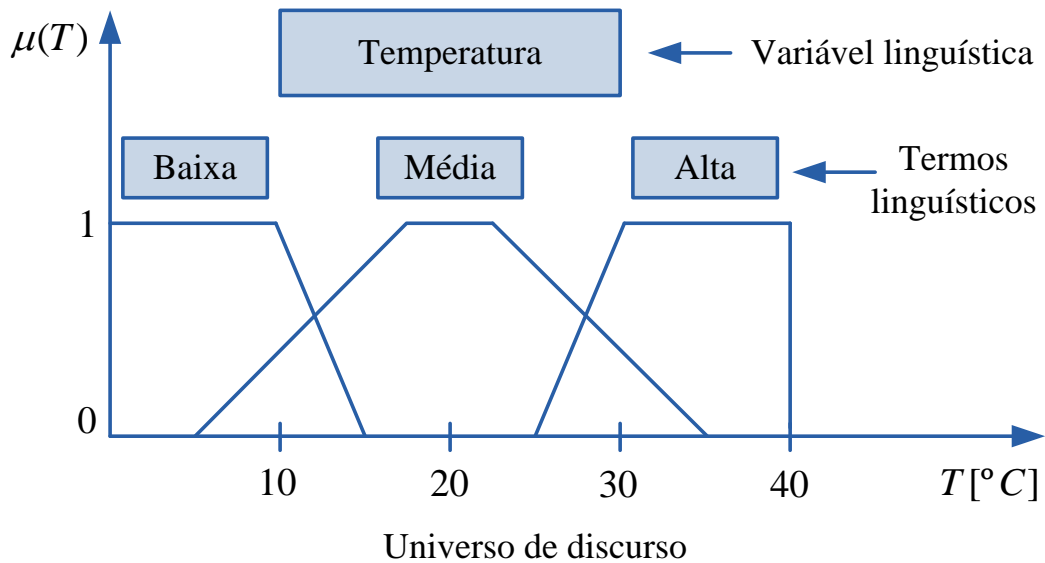 μ(T)
Temperatura
Variável linguística
Baixa
Média
Alta
Termos
linguísticos
1
0
10
20
30
40
T [º C]
Universo de discurso